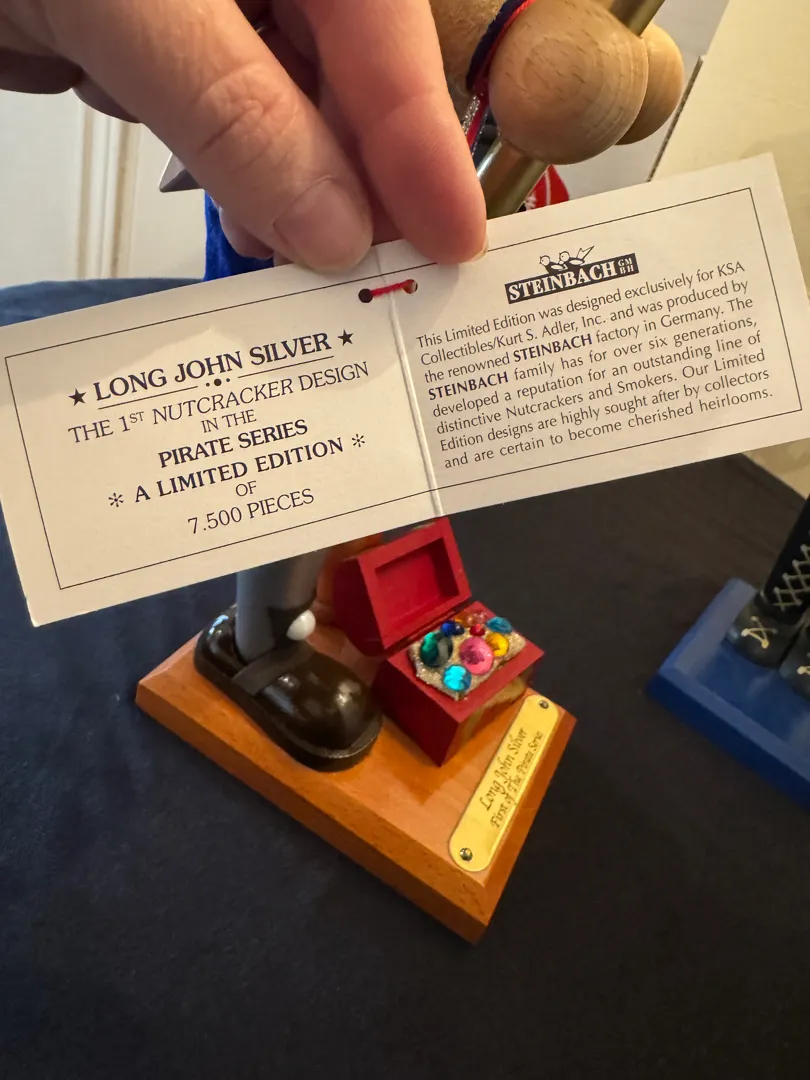 ★ LONG JOHN SILVER ★
THE 1ST NUTCRACKER DESIGN
IN THE
PIRATE SERIES
✻ A LIMITED EDITION ✻
OF
7.500 PIECES
STEINBACH GMBH
This Limited Edition was designed exclusively for KSA
Collectibles/Kurt S. Adler, Inc. and was produced by
the renowned STEINBACH factory in Germany. The
STEINBACH family has for over six generations,
developed a reputation for an outstanding line of
distinctive Nutcrackers and Smokers. Our Limited
Edition designs are highly sought after by collectors
and are certain to become cherished heirlooms.
Long John Silver
First of The Pirate Serie